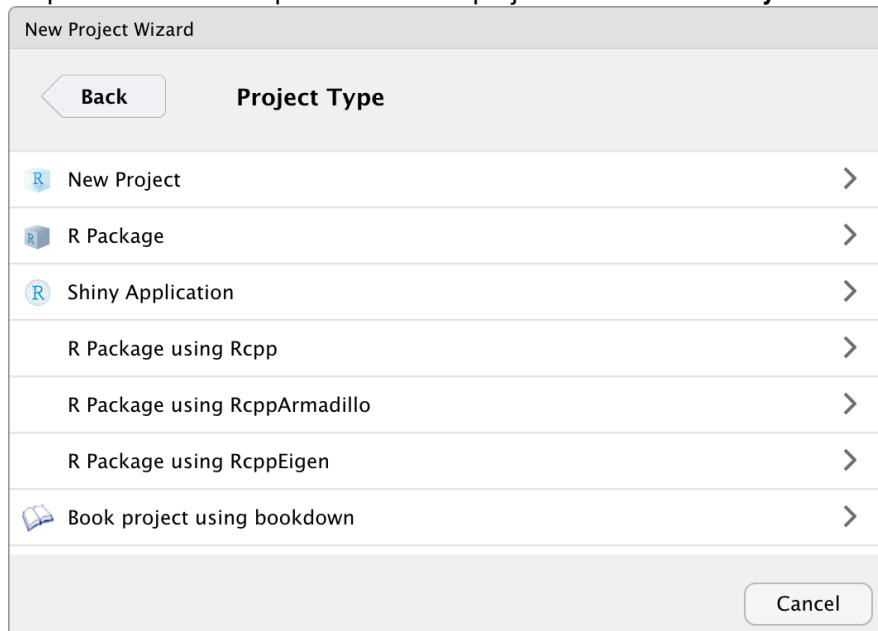 New Project Wizard
Back
Project Type
R New Project
R R Package
R Shiny Application
R Package using Rcpp
R Package using RcppArmadillo
R Package using RcppEigen
Book project using bookdown
Cancel